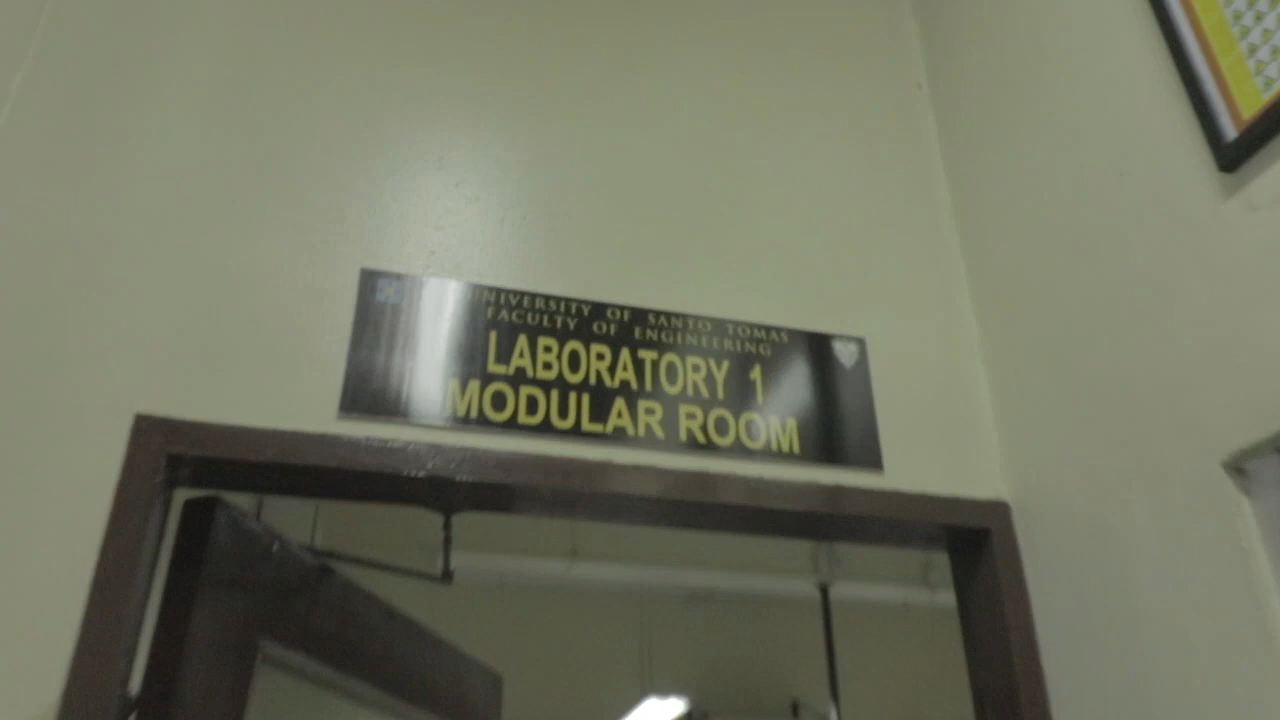 UNIVERSITY OF SANTO TOMAS
FACULTY OF ENGINEERING
LABORATORY 1
MODULAR ROOM